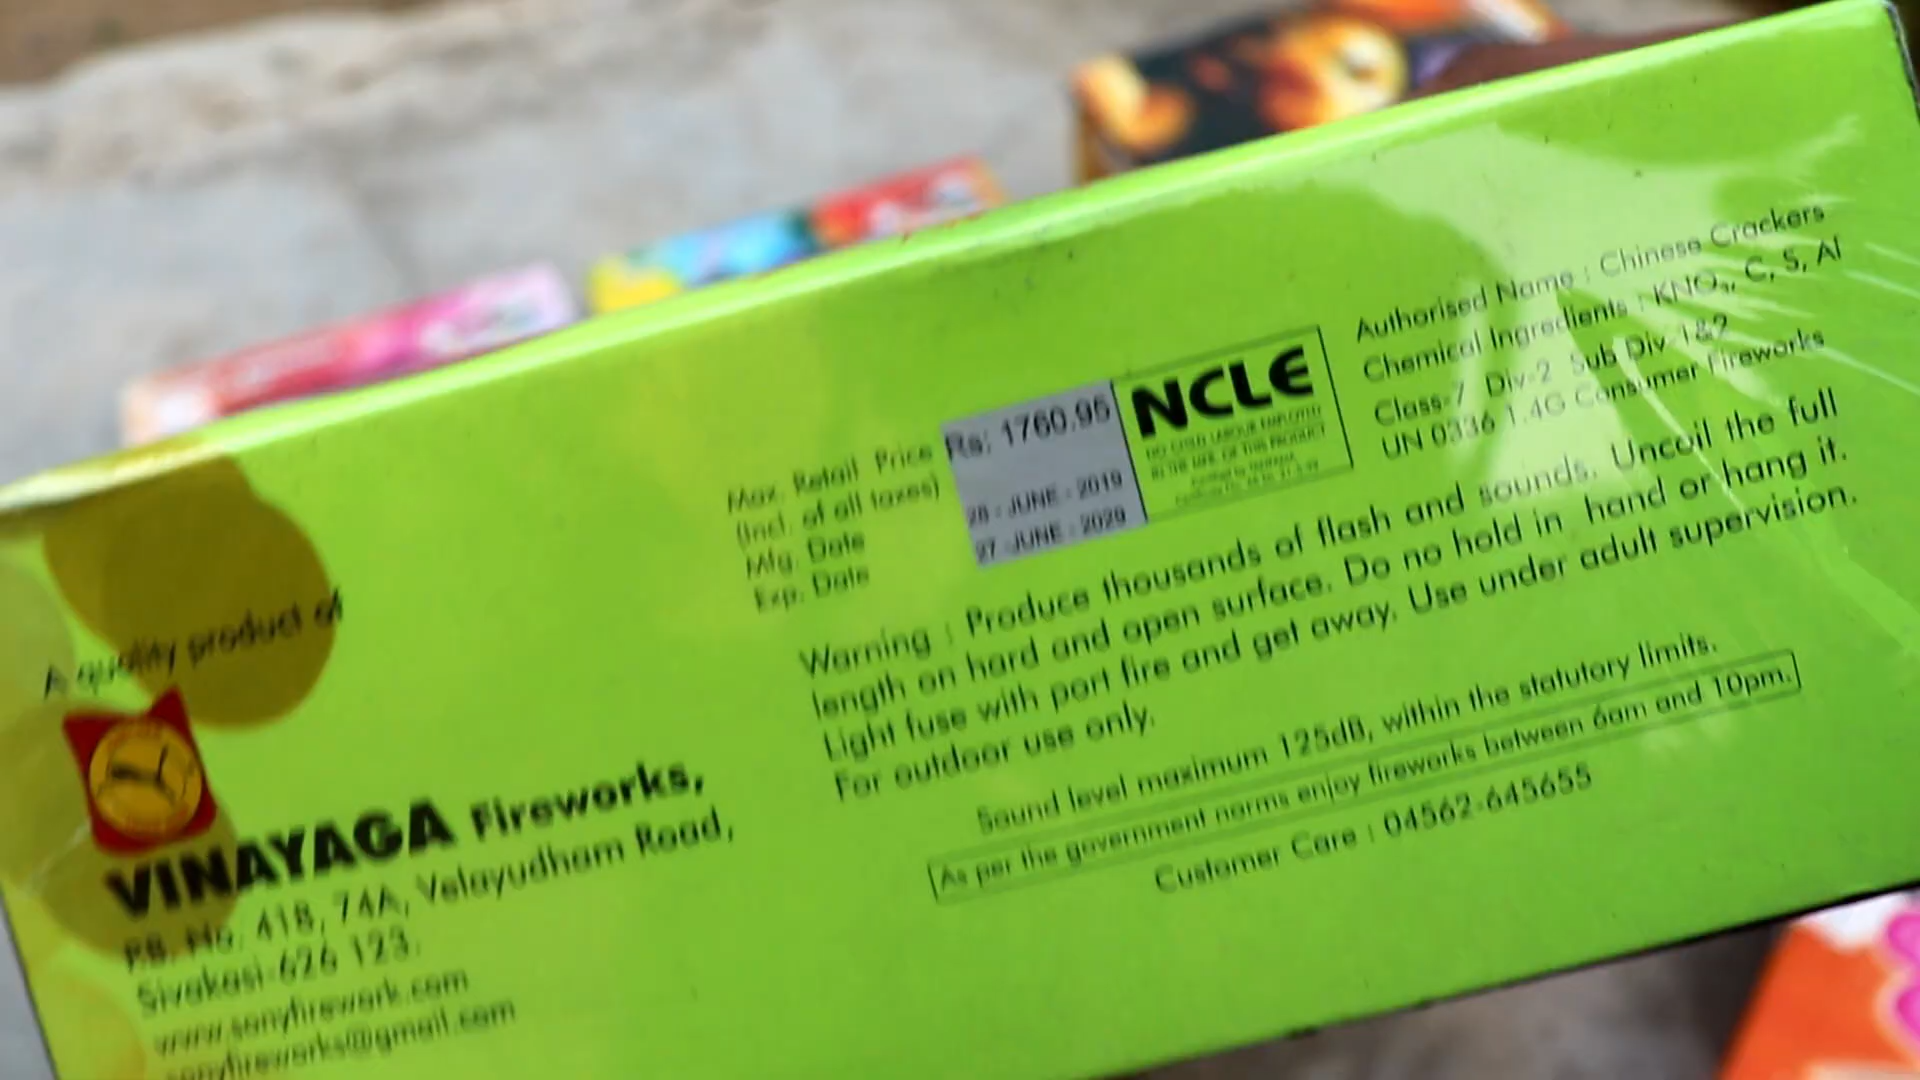 Authorised Name : Chinese Crackers
Chemical Ingredients : KNO₃, C, S, Al
Class-7 Div-2 Sub Div-1&2
UN 0336 1.4G Consumer Fireworks
NCLE
NO CHILD LABOUR EMPLOYED
IN THE MFG. OF THIS PRODUCT
Max. Retail Price Rs: 1760.95
(Incl. of all taxes)
Mfg. Date 28 - JUNE - 2019
Exp. Date 27 - JUNE - 2029
Warning : Produce thousands of flash and sounds. Uncoil the full
length on hard and open surface. Do no hold in hand or hang it.
Light fuse with port fire and get away. Use under adult supervision.
For outdoor use only.
Sound level maximum 125dB, within the statutory limits.
As per the government norms enjoy fireworks between 6am and 10pm.
Customer Care : 04562-645655
A quality product of
VINAYAGA Fireworks,
P.B. No. 418, 74A, Velayudham Road,
Sivakasi-626 123.
www.sonyfirework.com
sonyfireworks@gmail.com